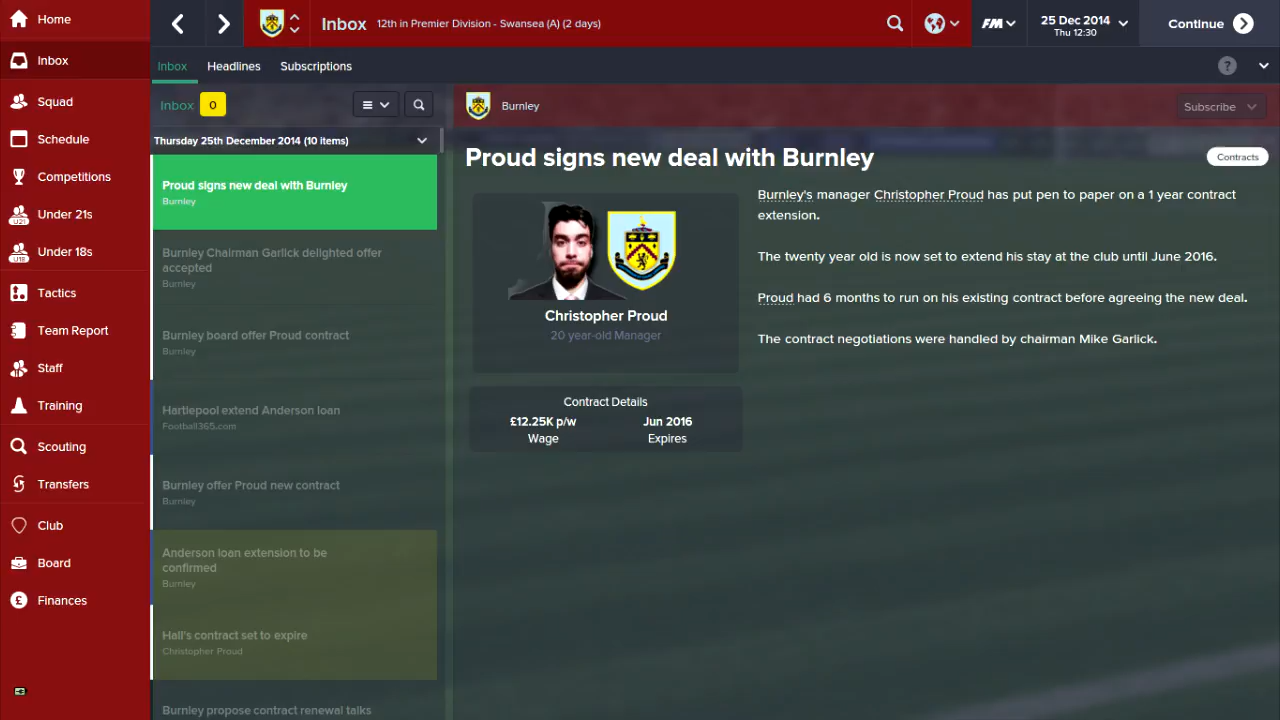 Home
Inbox
Squad
Schedule
Competitions
Under 21s
Under 18s
Tactics
Team Report
Staff
Training
Scouting
Transfers
Club
Board
Finances
Inbox 12th in Premier Division - Swansea (A) (2 days)
FM
25 Dec 2014
Thu 12:30
Continue
Inbox Headlines Subscriptions
Inbox 0
Thursday 25th December 2014 (10 items)
Proud signs new deal with Burnley
Burnley
Burnley Chairman Garlick delighted offer
accepted
Burnley
Burnley board offer Proud contract
Burnley
Hartlepool extend Anderson loan
Football365.com
Burnley offer Proud new contract
Burnley
Anderson loan extension to be
confirmed
Burnley
Hall's contract set to expire
Christopher Proud
Burnley propose contract renewal talks
Burnley
Subscribe
Proud signs new deal with Burnley
Contracts
Christopher Proud
20 year-old Manager
Contract Details
£12.25K p/w Jun 2016
Wage Expires
Burnley's manager Christopher Proud has put pen to paper on a 1 year contract
extension.
The twenty year old is now set to extend his stay at the club until June 2016.
Proud had 6 months to run on his existing contract before agreeing the new deal.
The contract negotiations were handled by chairman Mike Garlick.